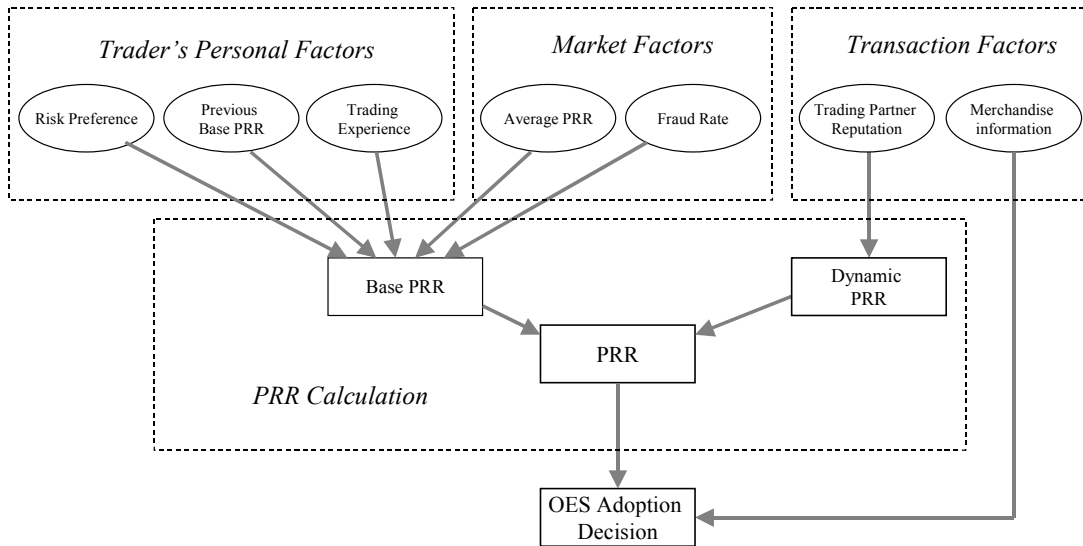 Trader's Personal Factors
Market Factors
Transaction Factors
Risk Preference
Previous
Base PRR
Trading
Experience
Average PRR
Fraud Rate
Trading Partner
Reputation
Merchandise
information
Base PRR
Dynamic
PRR
PRR
PRR Calculation
OES Adoption
Decision